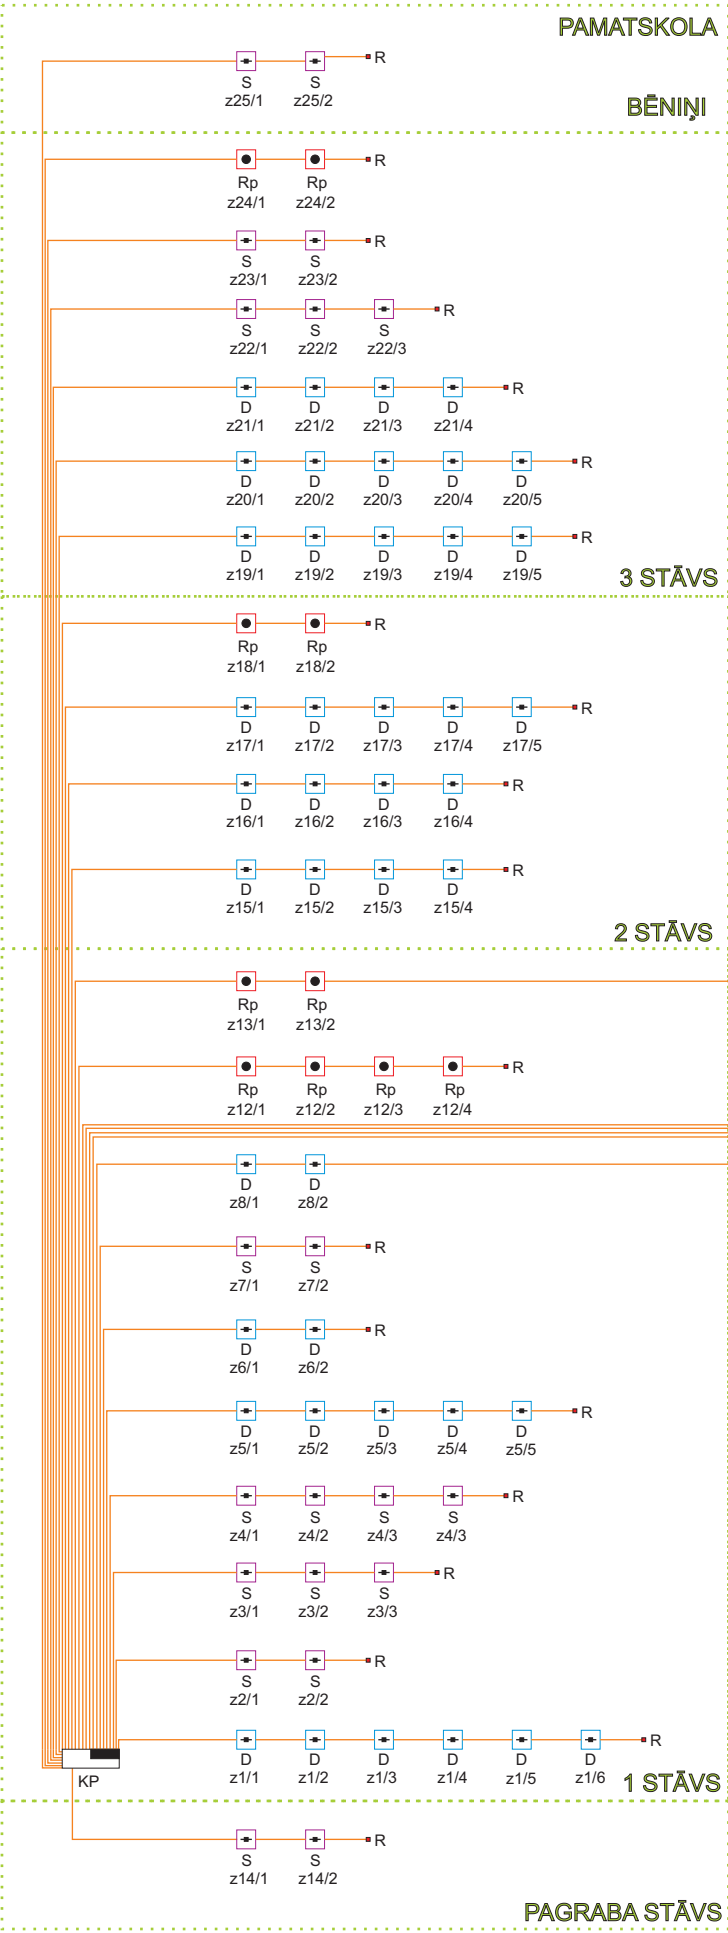 PAMATSKOLA
R
S S
z25/1 z25/2
BĒNIŅI
R
Rp Rp
z24/1 z24/2
R
S S
z23/1 z23/2
R
S S S
z22/1 z22/2 z22/3
R
D D D D
z21/1 z21/2 z21/3 z21/4
R
D D D D D
z20/1 z20/2 z20/3 z20/4 z20/5
R
D D D D D
z19/1 z19/2 z19/3 z19/4 z19/5
3 STĀVS
R
Rp Rp
z18/1 z18/2
R
D D D D D
z17/1 z17/2 z17/3 z17/4 z17/5
R
D D D D
z16/1 z16/2 z16/3 z16/4
R
D D D D
z15/1 z15/2 z15/3 z15/4
2 STĀVS
Rp Rp
z13/1 z13/2
R
Rp Rp Rp Rp
z12/1 z12/2 z12/3 z12/4
D D
z8/1 z8/2
R
S S
z7/1 z7/2
R
D D
z6/1 z6/2
R
D D D D D
z5/1 z5/2 z5/3 z5/4 z5/5
R
S S S S
z4/1 z4/2 z4/3 z4/3
R
S S S
z3/1 z3/2 z3/3
R
S S
z2/1 z2/2
R
D D D D D D
z1/1 z1/2 z1/3 z1/4 z1/5 z1/6
KP
1 STĀVS
R
S S
z14/1 z14/2
PAGRABA STĀVS